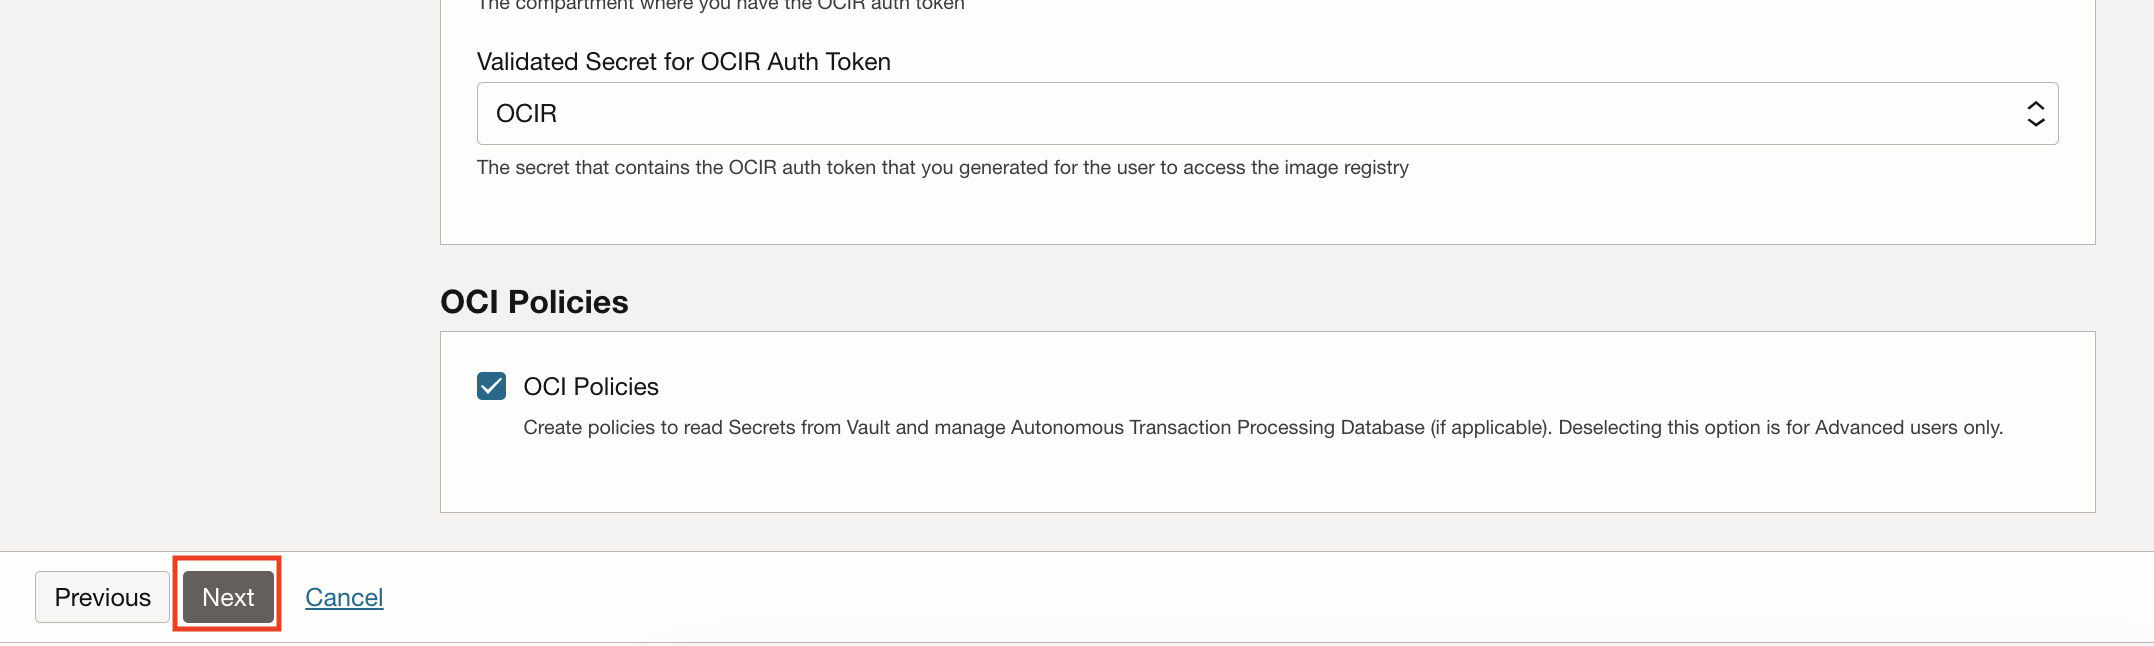 The compartment where you have the OCIR auth token
Validated Secret for OCIR Auth Token
OCIR
The secret that contains the OCIR auth token that you generated for the user to access the image registry
OCI Policies
OCI Policies
Create policies to read Secrets from Vault and manage Autonomous Transaction Processing Database (if applicable). Deselecting this option is for Advanced users only.
Previous Next Cancel